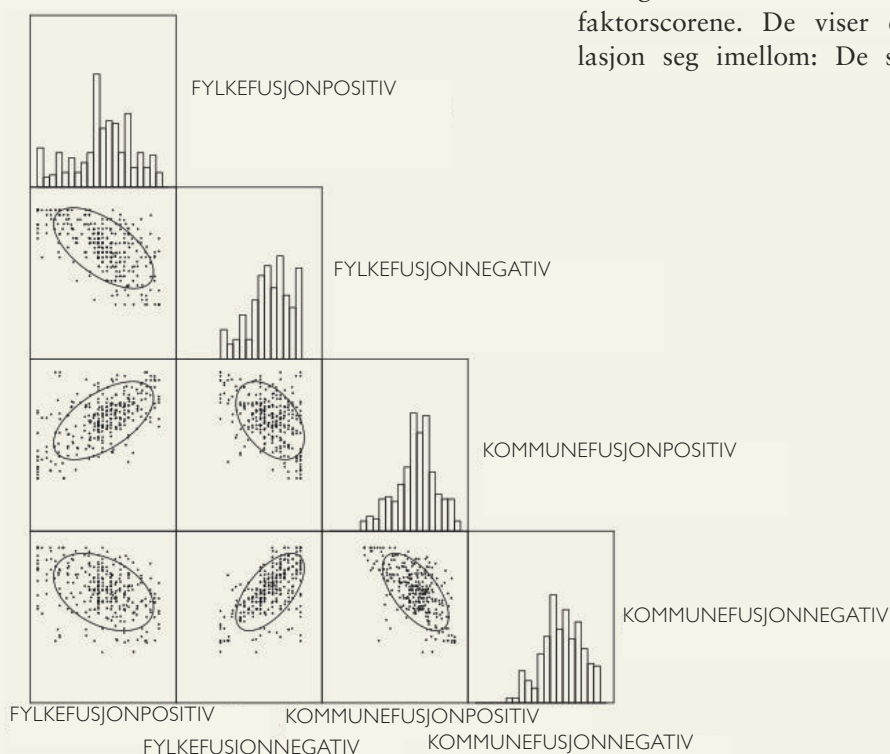 faktorscorene. De viser
lasjon seg imellom: De
FYLKEFUSJONPOSITIV
FYLKEFUSJONNEGATIV
KOMMUNEFUSJONPOSITIV
KOMMUNEFUSJONNEGATIV
FYLKEFUSJONPOSITIV
KOMMUNEFUSJONPOSITIV
FYLKEFUSJONNEGATIV
KOMMUNEFUSJONNEGATIV